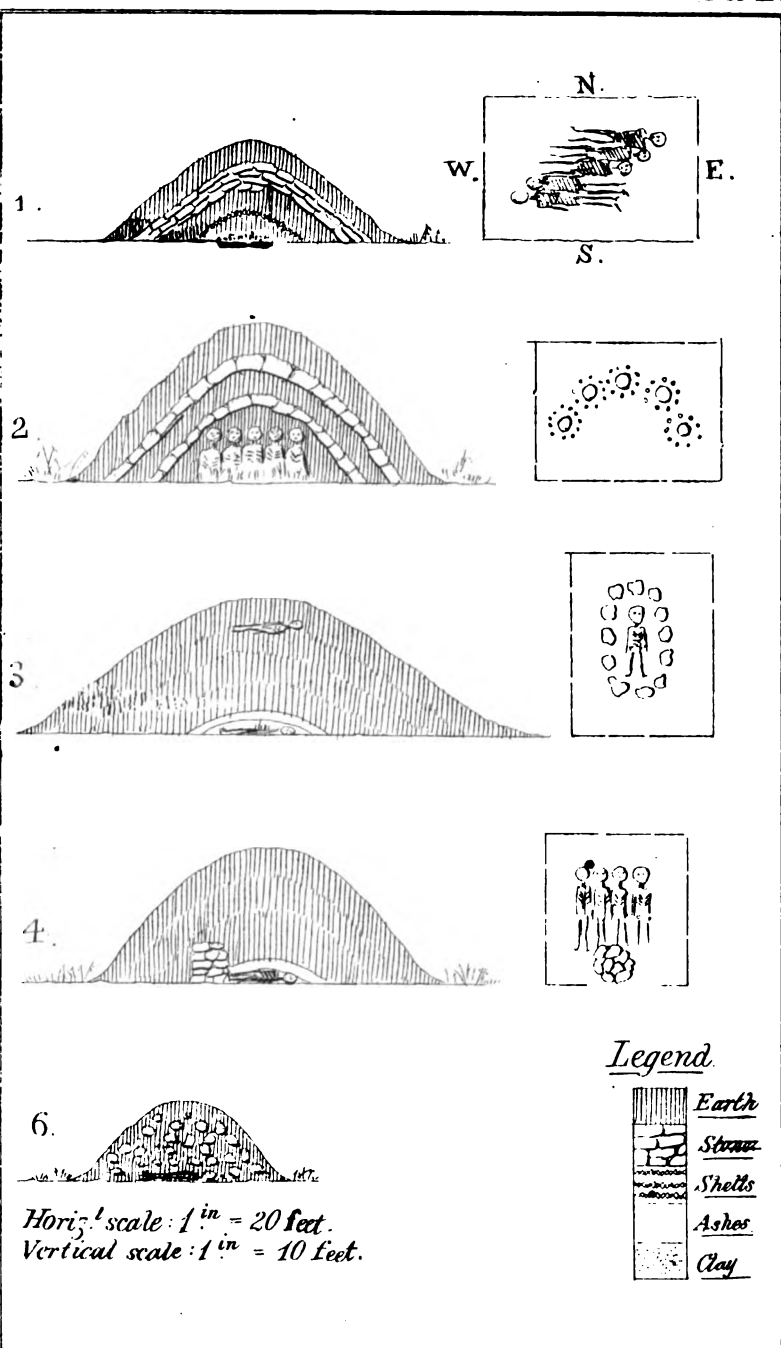 N.
1.
W.
E.
S.
2
3
4.
Legend.
Earth
Stone
Shells
Ashes
Clay
6.
Horiz.l scale : 1 in = 20 feet.
Vertical scale : 1 in = 10 feet.